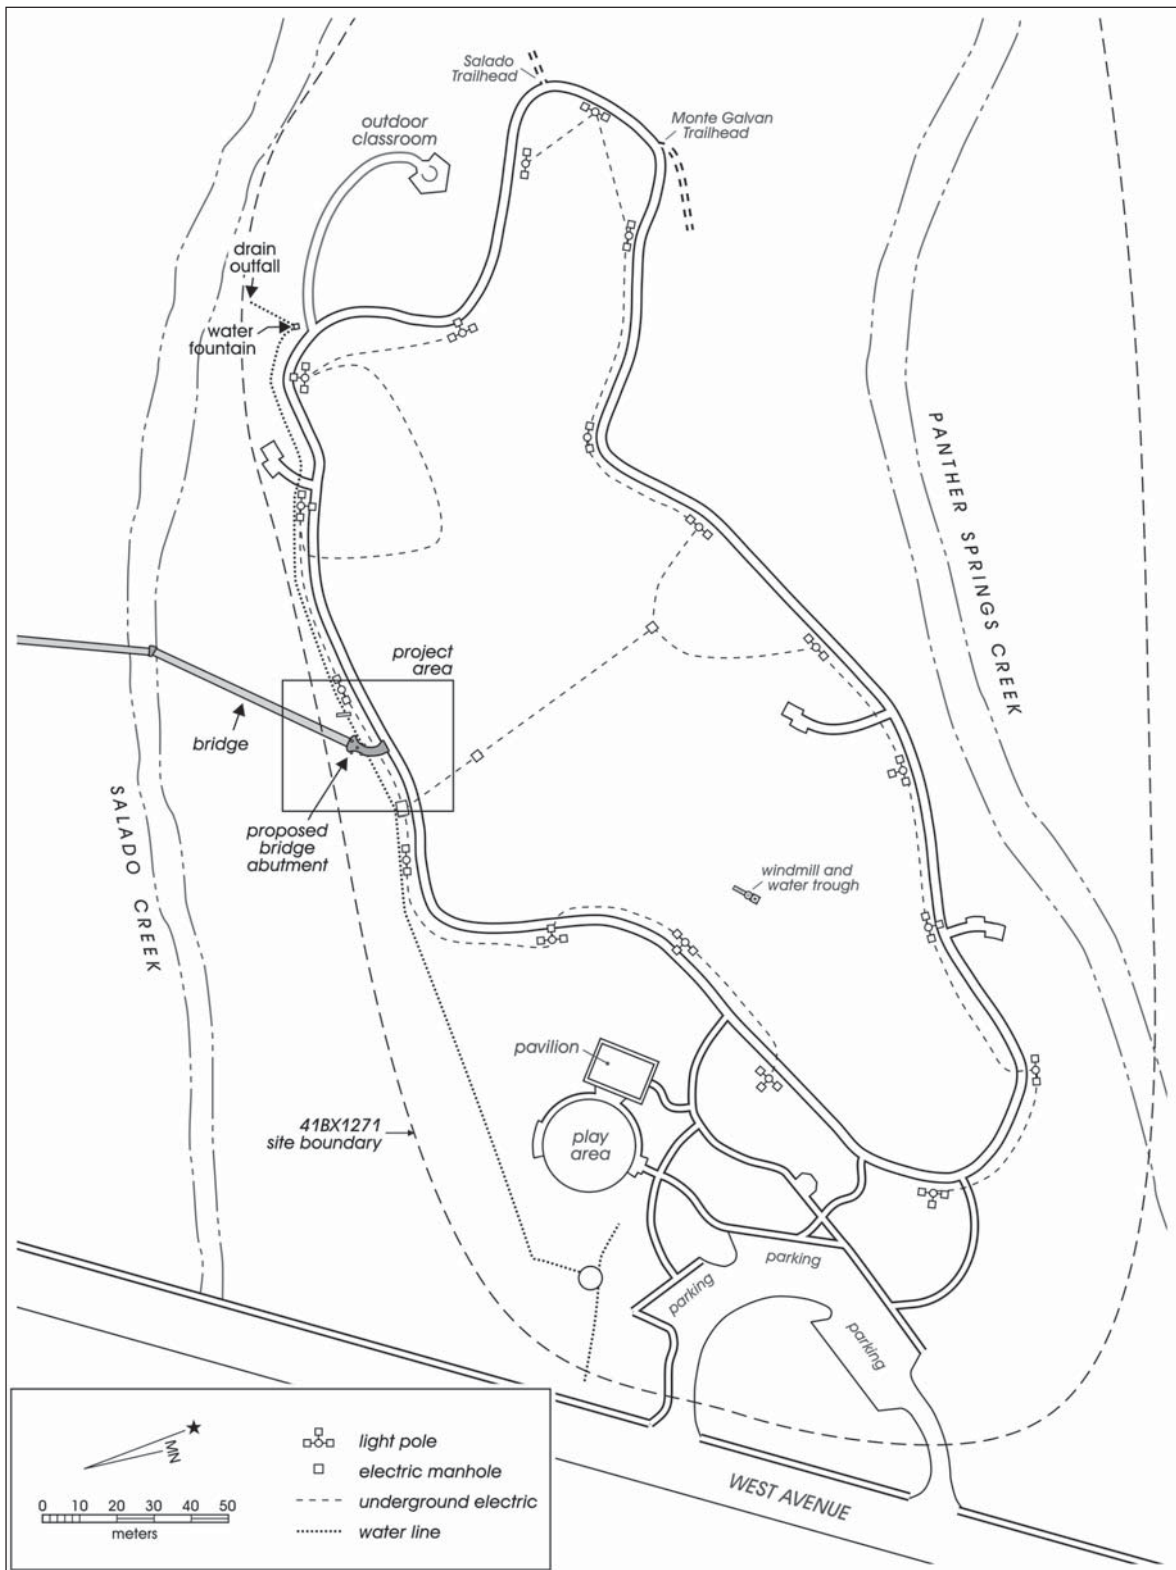 Salado
Trailhead
Monte Galvan
Trailhead
outdoor
classroom
drain
outfall
water
fountain
PANTHER SPRINGS CREEK
project
area
bridge
SALADO CREEK
proposed
bridge
abutment
windmill and
water trough
pavilion
41BX1271
site boundary
play
area
parking
parking
parking
WEST AVENUE
MN
0 10 20 30 40 50
meters
light pole
electric manhole
underground electric
water line